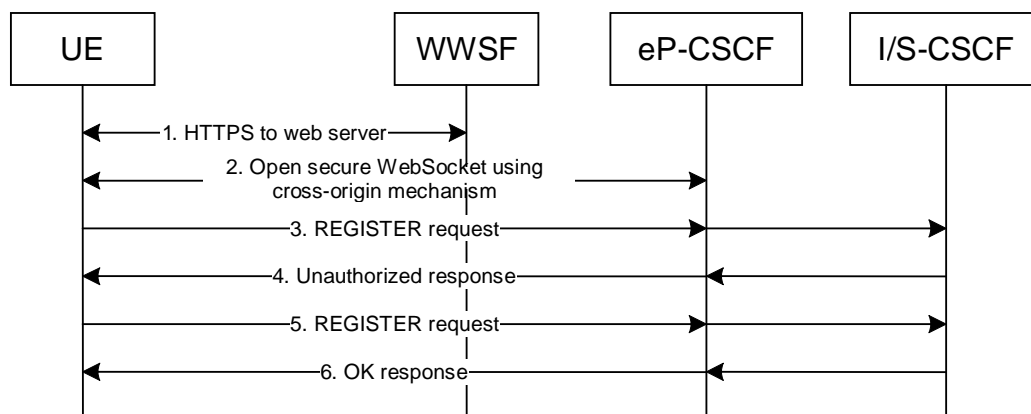 UE
WWSF
eP-CSCF
I/S-CSCF
1. HTTPS to web server
2. Open secure WebSocket using
cross-origin mechanism
3. REGISTER request
4. Unauthorized response
5. REGISTER request
6. OK response